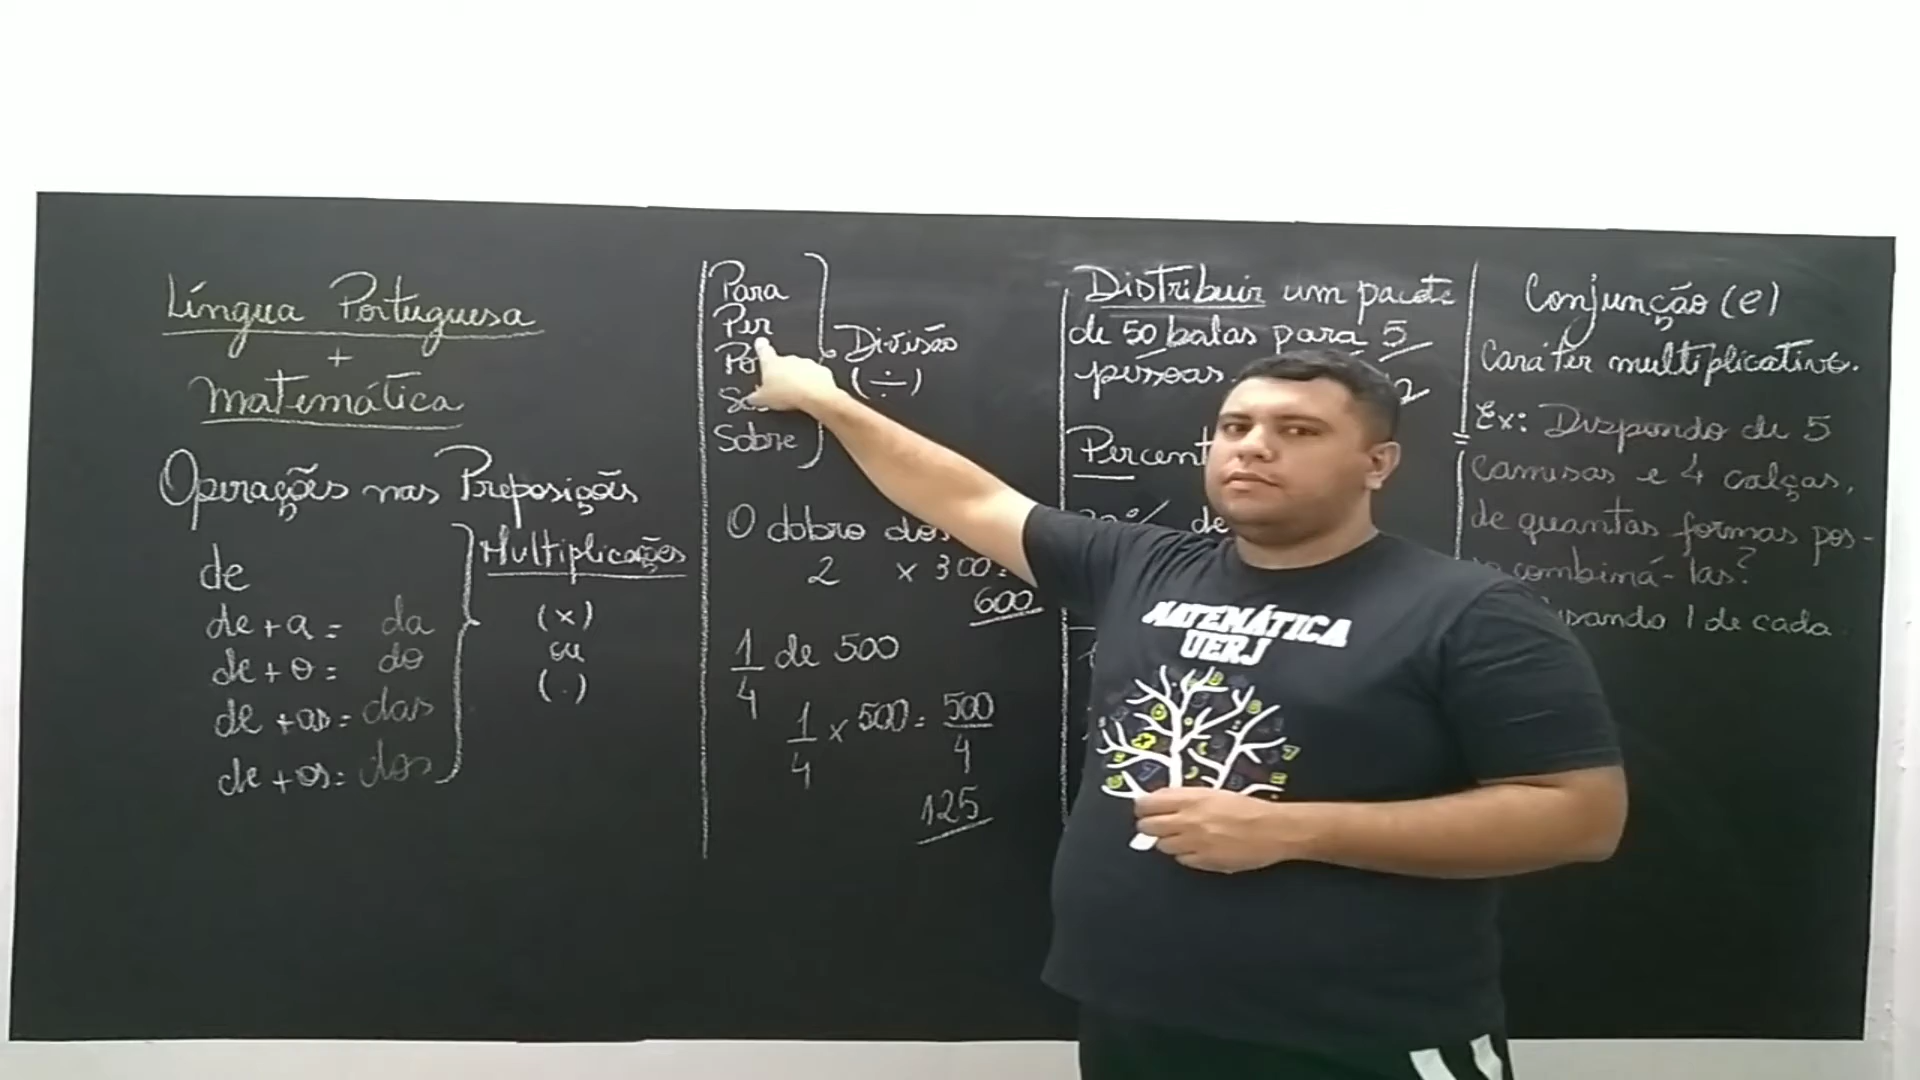 Língua Portuguesa
+
Matemática
Operações nas Preposições
de
de + a = da
de + o = do
de + as = das
de + os = dos
Multiplicações
(x)
ou
(.)
Para
Per
Sobre
Divisão
(÷)
O dobro dos
2 x 300 =
600
1/4 de 500
1/4 x 500 = 500/4
125
Distribuir um pacote
de 50 balas para 5
pessoas.
de
Conjunção (e)
Caráter multiplicativo.
Ex: Dispondo de 5
camisas e 4 calças,
de quantas formas pos-
combiná-las?
usando 1 de cada.
MATEMÁTICA
UERJ